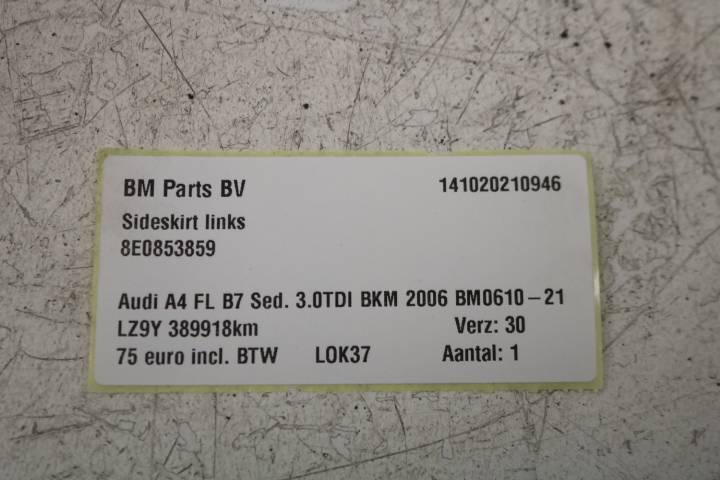 BM Parts BV 141020210946
Sideskirt links
8E0853859
Audi A4 FL B7 Sed. 3.0TDI BKM 2006 BM0610-21
LZ9Y 389918km Verz: 30
75 euro incl. BTW LOK37 Aantal: 1